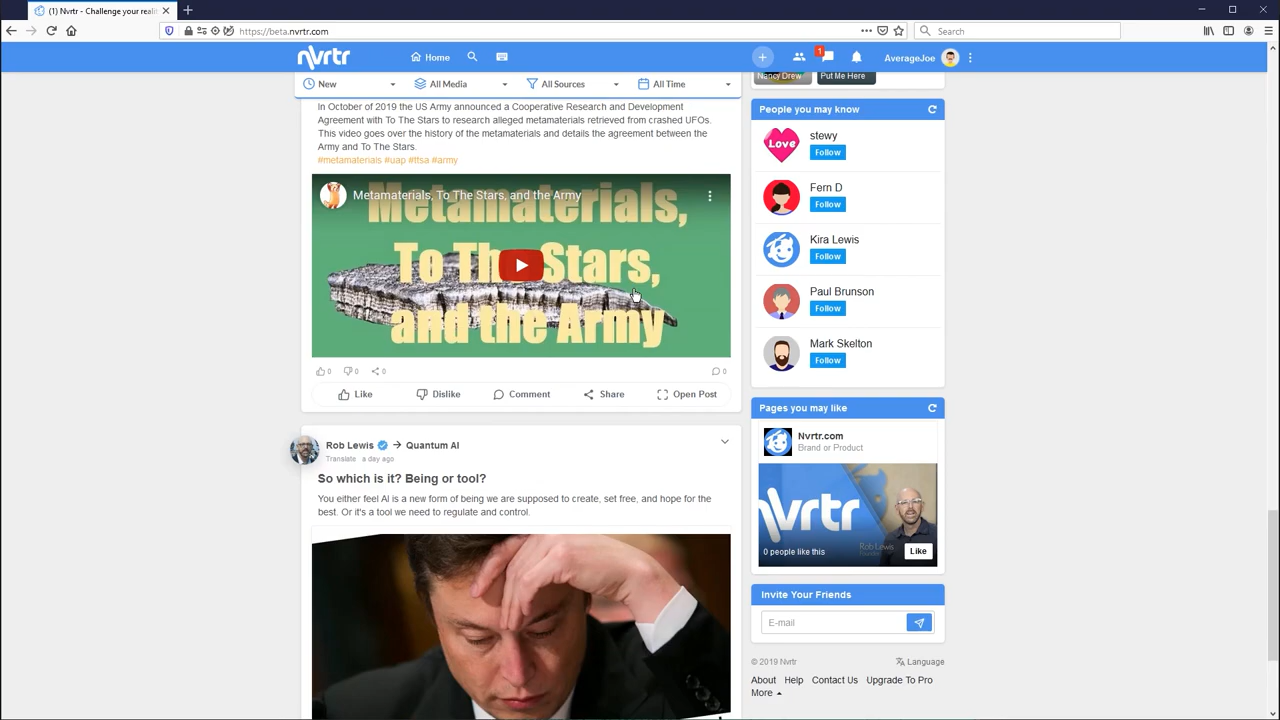 (1) Nvrtr - Challenge your reali
https://beta.nvrtr.com
Search
nvrtr
Home
1
AverageJoe
New
All Media
All Sources
All Time
In October of 2019 the US Army announced a Cooperative Research and Development
Agreement with To The Stars to research alleged metamaterials retrieved from crashed UFOs.
This video goes over the history of the metamaterials and details the agreement between the
Army and To The Stars.
#metamaterials #uap #ttsa #army
Metamaterials, To The Stars, and the Army
Metamaterials,
To The Stars,
and the Army
0
0
0
0
Like
Dislike
Comment
Share
Open Post
Rob Lewis
Quantum AI
Translate
a day ago
So which is it? Being or tool?
You either feel AI is a new form of being we are supposed to create, set free, and hope for the
best. Or it's a tool we need to regulate and control.
Nancy Drew
Put Me Here
People you may know
stewy
Love
Follow
Fern D
Follow
Kira Lewis
Follow
Paul Brunson
Follow
Mark Skelton
Follow
Pages you may like
Nvrtr.com
Brand or Product
nvrtr
Rob Lewis
Founder
0 people like this
Like
Invite Your Friends
E-mail
© 2019 Nvrtr
Language
About
Help
Contact Us
Upgrade To Pro
More